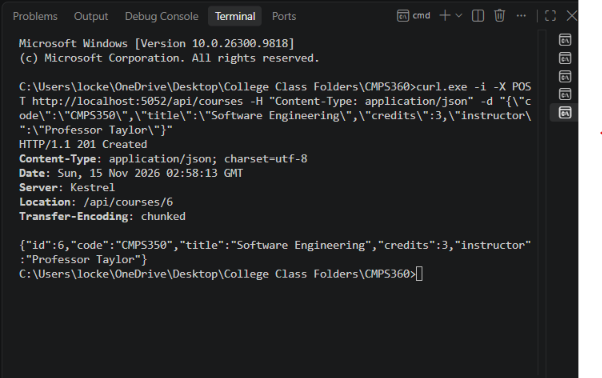 Problems Output Debug Console Terminal Ports cmd
Microsoft Windows [Version 10.0.26300.9818]
(c) Microsoft Corporation. All rights reserved.
C:\Users\locke\OneDrive\Desktop\College Class Folders\CMPS360>curl.exe -i -X POS
T http://localhost:5052/api/courses -H "Content-Type: application/json" -d "{\"c
ode\":\"CMPS350\",\"title\":\"Software Engineering\",\"credits\":3,\"instructor\
":\"Professor Taylor\"}"
HTTP/1.1 201 Created
Content-Type: application/json; charset=utf-8
Date: Sun, 15 Nov 2026 02:58:13 GMT
Server: Kestrel
Location: /api/courses/6
Transfer-Encoding: chunked
{"id":6,"code":"CMPS350","title":"Software Engineering","credits":3,"instructor"
:"Professor Taylor"}
C:\Users\locke\OneDrive\Desktop\College Class Folders\CMPS360>